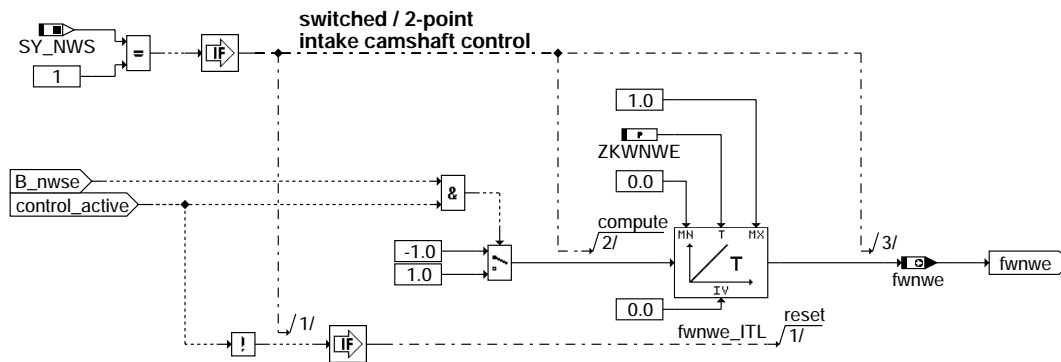 switched / 2-point
intake camshaft control
SY_NWS
=
IF
1
1.0
P
ZKWNWE
B_nwse
control_active
&
0.0
compute
2/
MN T MX
3/
-1.0
1.0
T
fwnwe
fwnwe
IV
0.0
1/
fwnwe_ITL
reset
1/
!
IF